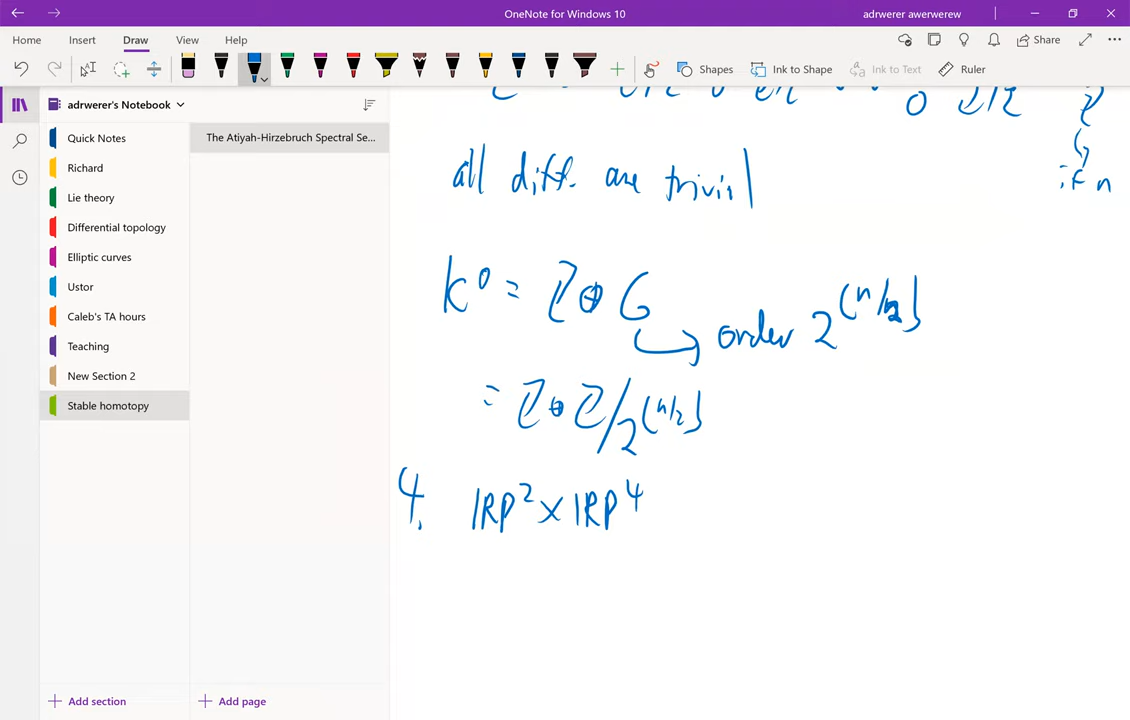 OneNote for Windows 10
adrwerer awerwerew
Home Insert Draw View Help
Share
Shapes Ink to Shape Ink to Text Ruler
adrwerer's Notebook
Quick Notes
Richard
Lie theory
Differential topology
Elliptic curves
Ustor
Caleb's TA hours
Teaching
New Section 2
Stable homotopy
The Atiyah-Hirzebruch Spectral Se...
all diff. are trivial
if n
K⁰ = Z ⊕ G
order 2^[n/2]
= Z ⊕ Z/2^[n/2]
4. RP² × RP⁴
Add section
Add page